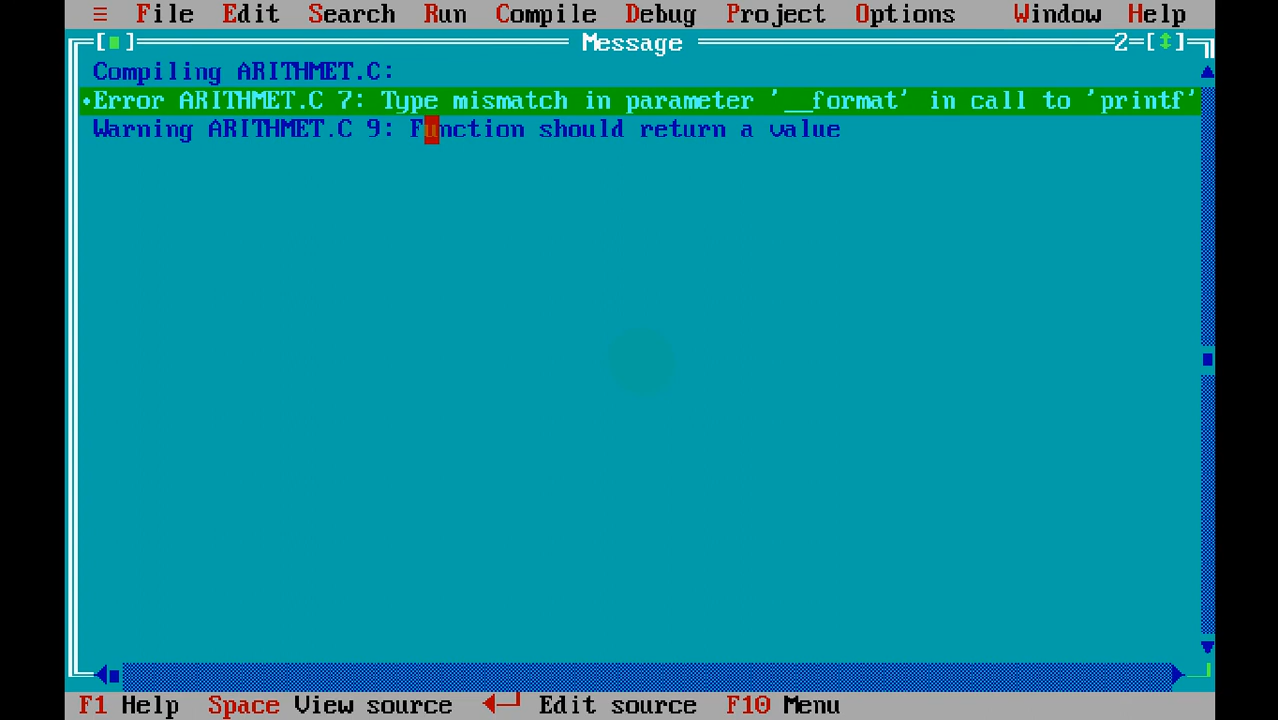 ≡ File Edit Search Run Compile Debug Project Options Window Help
[■] Message 2=[↕]
Compiling ARITHMET.C:
•Error ARITHMET.C 7: Type mismatch in parameter '__format' in call to 'printf'
Warning ARITHMET.C 9: Function should return a value
F1 Help Space View source ◄┘ Edit source F10 Menu